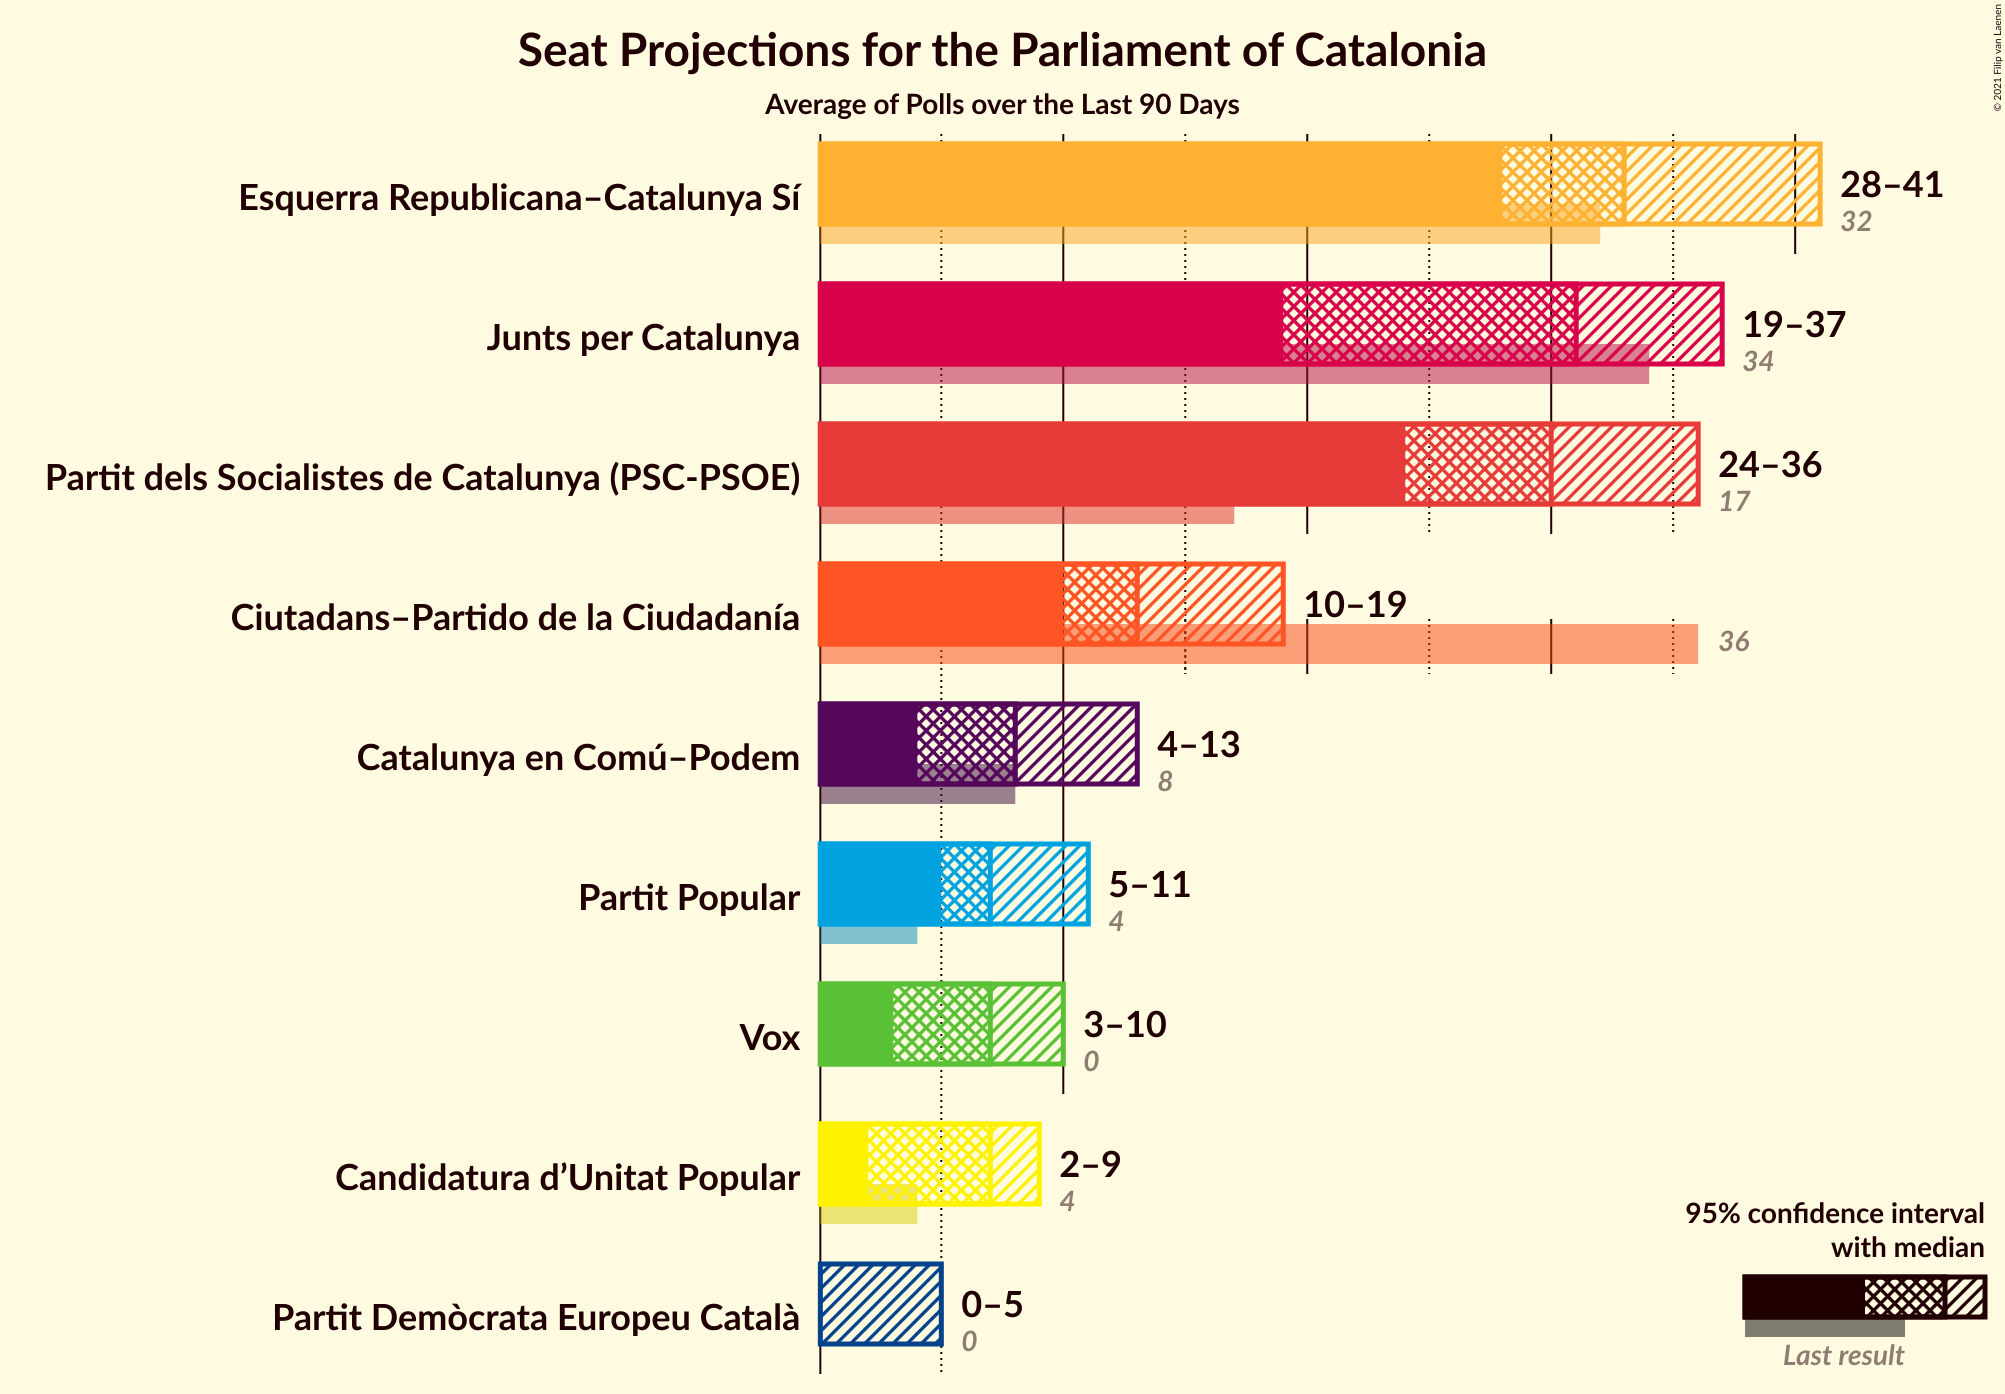 Seat Projections for the Parliament of Catalonia
Average of Polls over the Last 90 Days
© 2021 Filip van Laenen
Esquerra Republicana–Catalunya Sí
28–41
32
Junts per Catalunya
19–37
34
Partit dels Socialistes de Catalunya (PSC-PSOE)
24–36
17
Ciutadans–Partido de la Ciudadanía
10–19
36
Catalunya en Comú–Podem
4–13
8
Partit Popular
5–11
4
Vox
3–10
0
Candidatura d’Unitat Popular
2–9
4
Partit Demòcrata Europeu Català
0–5
0
95% confidence interval
with median
Last result